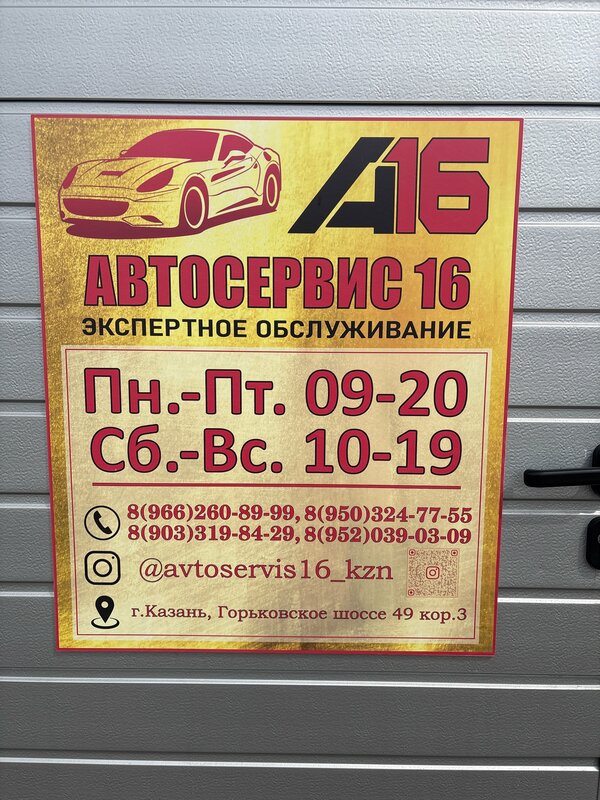 А16
АВТОСЕРВИС 16
ЭКСПЕРТНОЕ ОБСЛУЖИВАНИЕ
Пн.-Пт. 09-20
Сб.-Вс. 10-19
8(966)260-89-99, 8(950)324-77-55
8(903)319-84-29, 8(952)039-03-09
@avtoservis16_kzn
г.Казань, Горьковское шоссе 49 кор.3